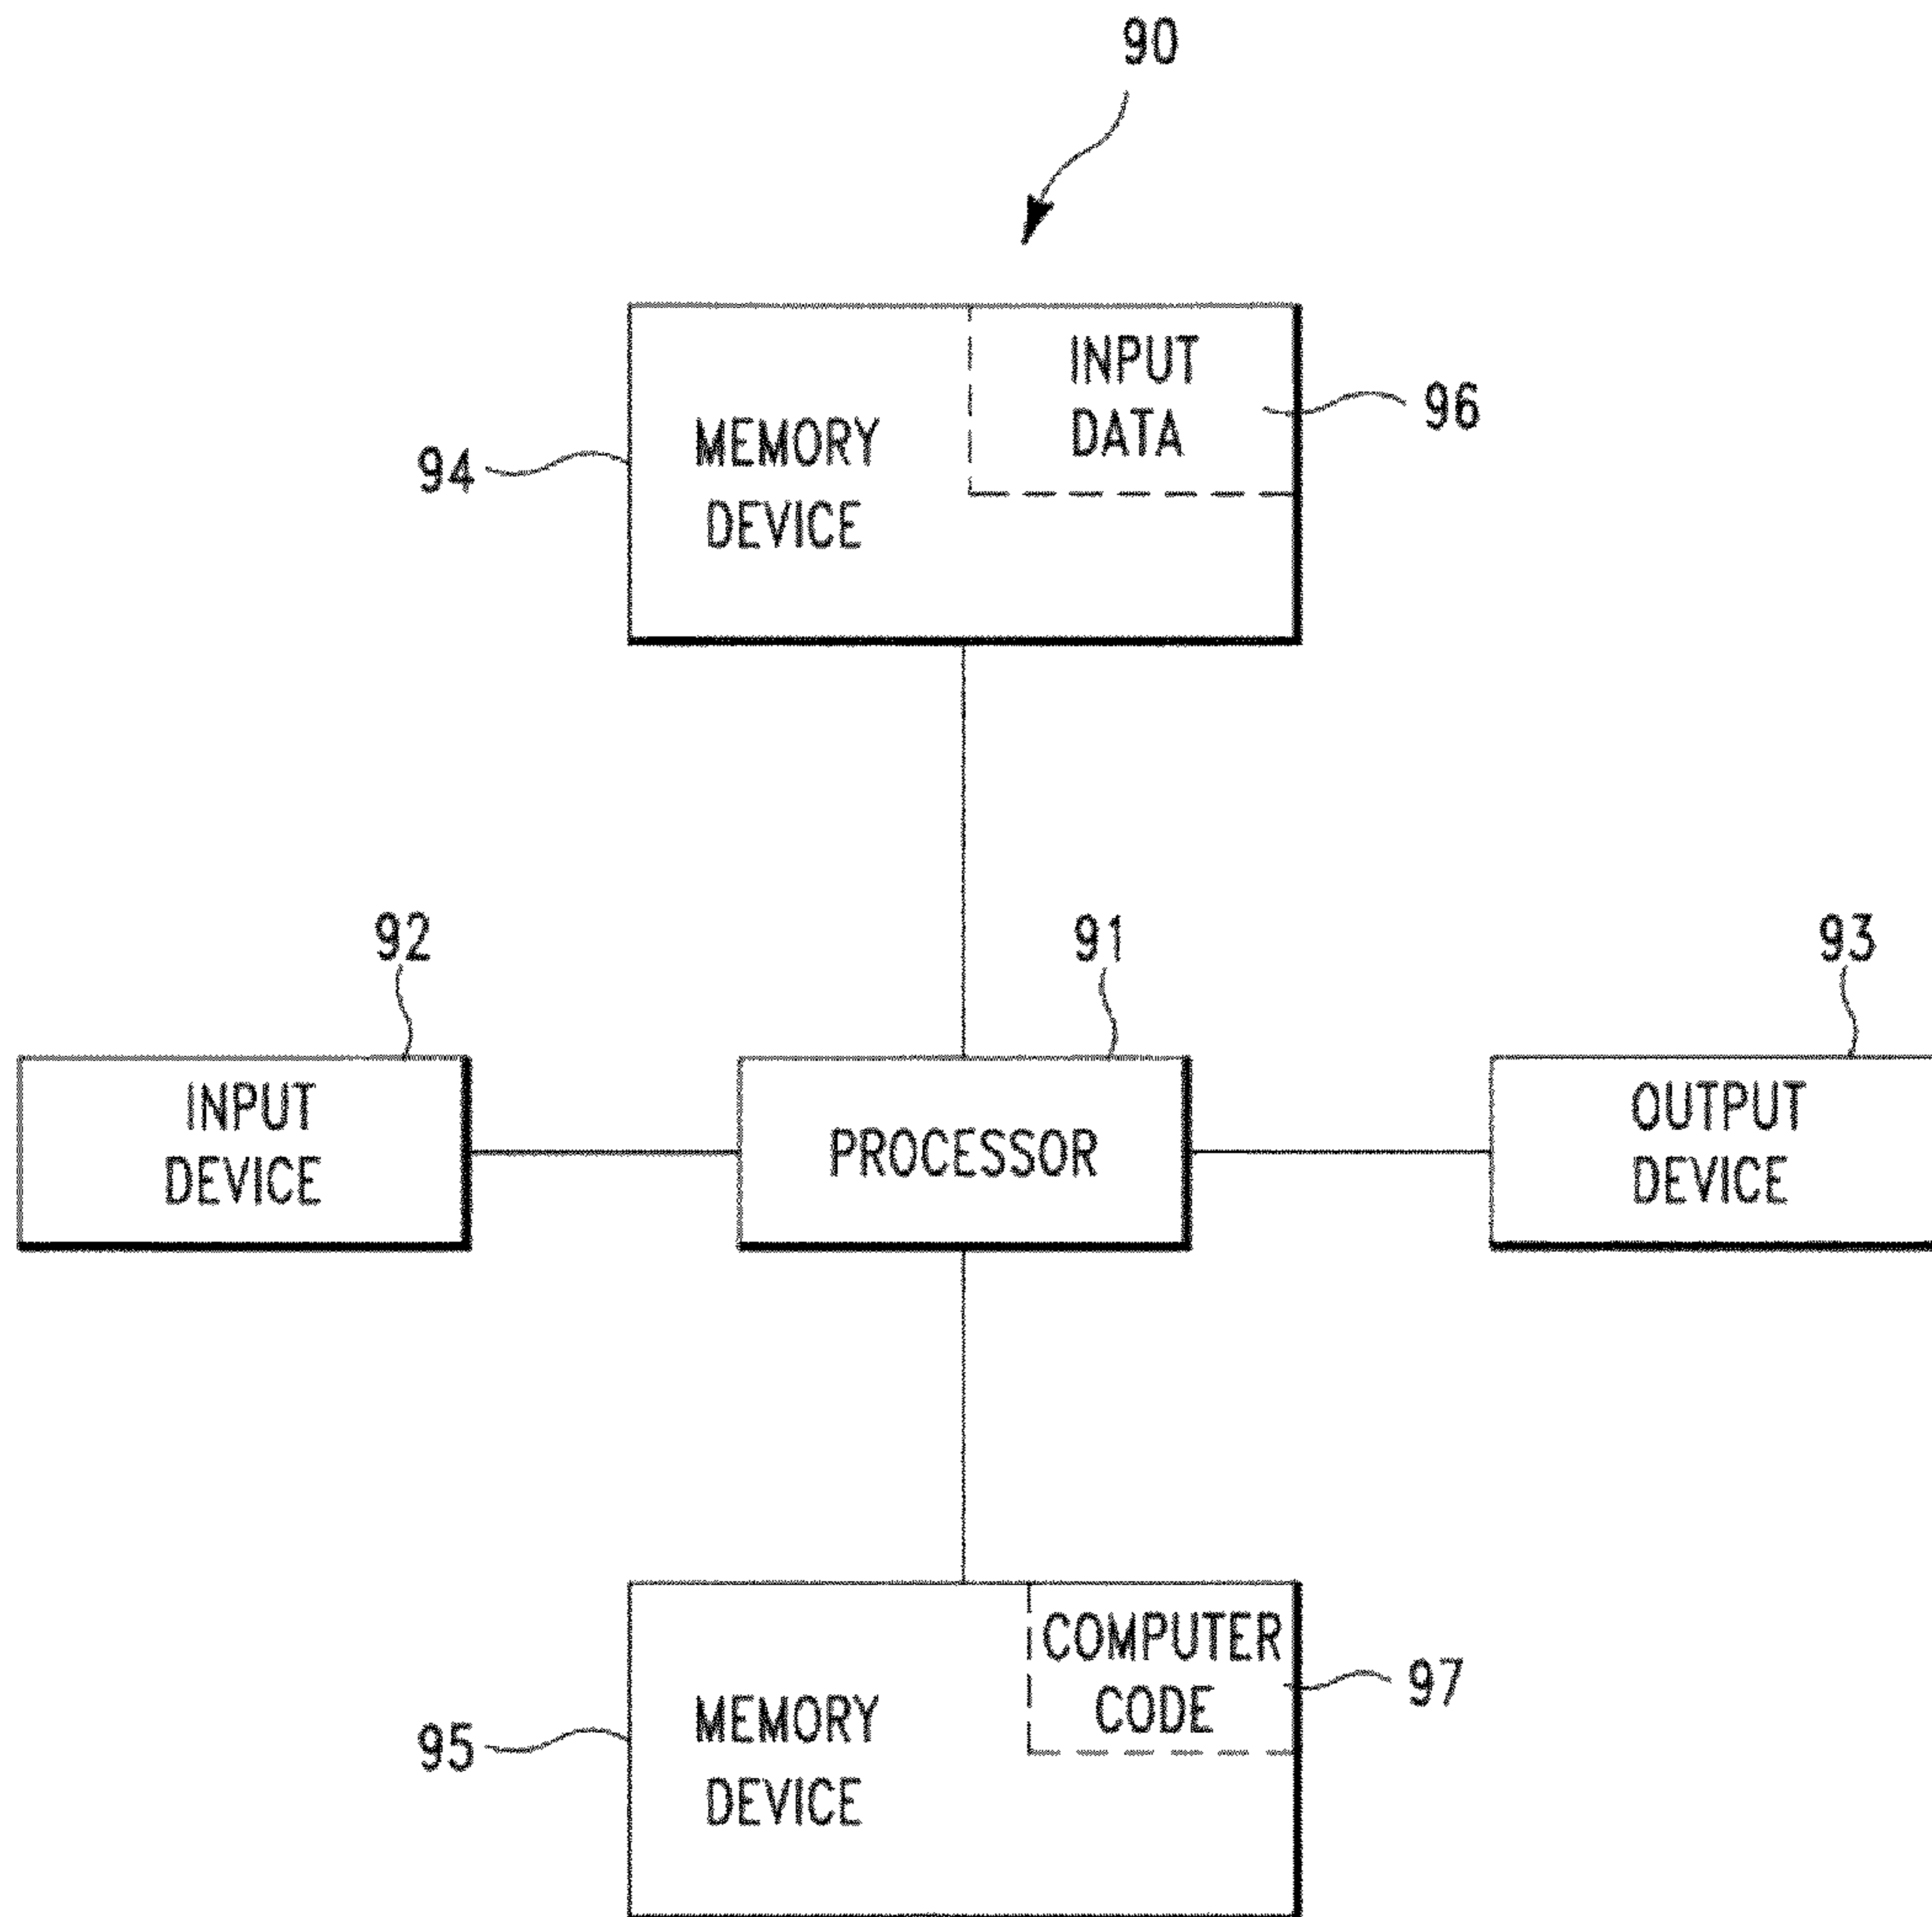 90
INPUT
DATA
96
MEMORY
DEVICE
94
92
91
93
INPUT
DEVICE
PROCESSOR
OUTPUT
DEVICE
COMPUTER
CODE
97
MEMORY
DEVICE
95